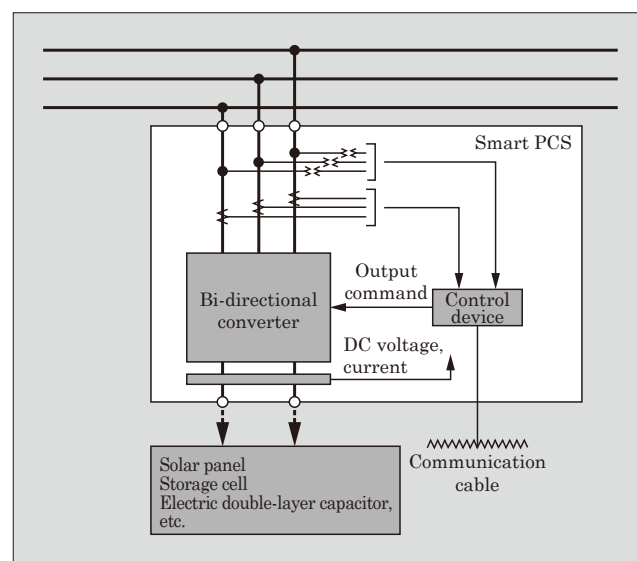 Smart PCS
Output
command
Bi-directional
converter
Control
device
DC voltage,
current
Solar panel
Storage cell
Electric double-layer capacitor,
etc.
Communication
cable